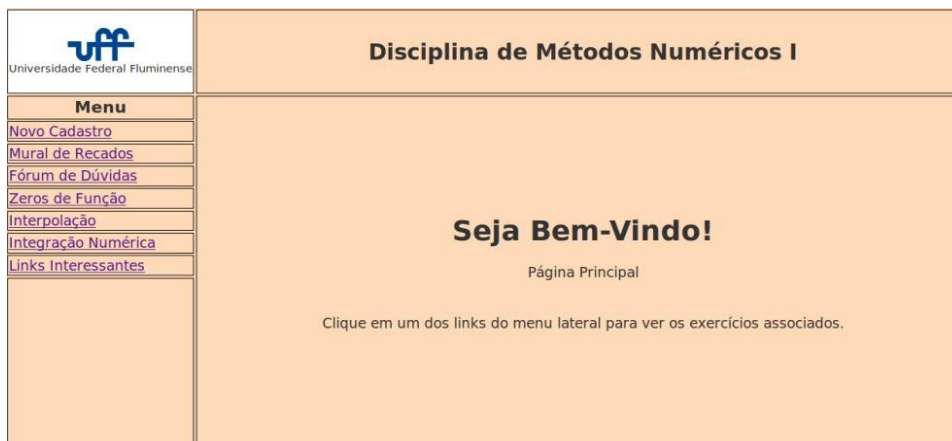 uff
Universidade Federal Fluminense
Disciplina de Métodos Numéricos I
Menu
Novo Cadastro
Mural de Recados
Fórum de Dúvidas
Zeros de Função
Interpolação
Integração Numérica
Links Interessantes
Seja Bem-Vindo!
Página Principal
Clique em um dos links do menu lateral para ver os exercícios associados.